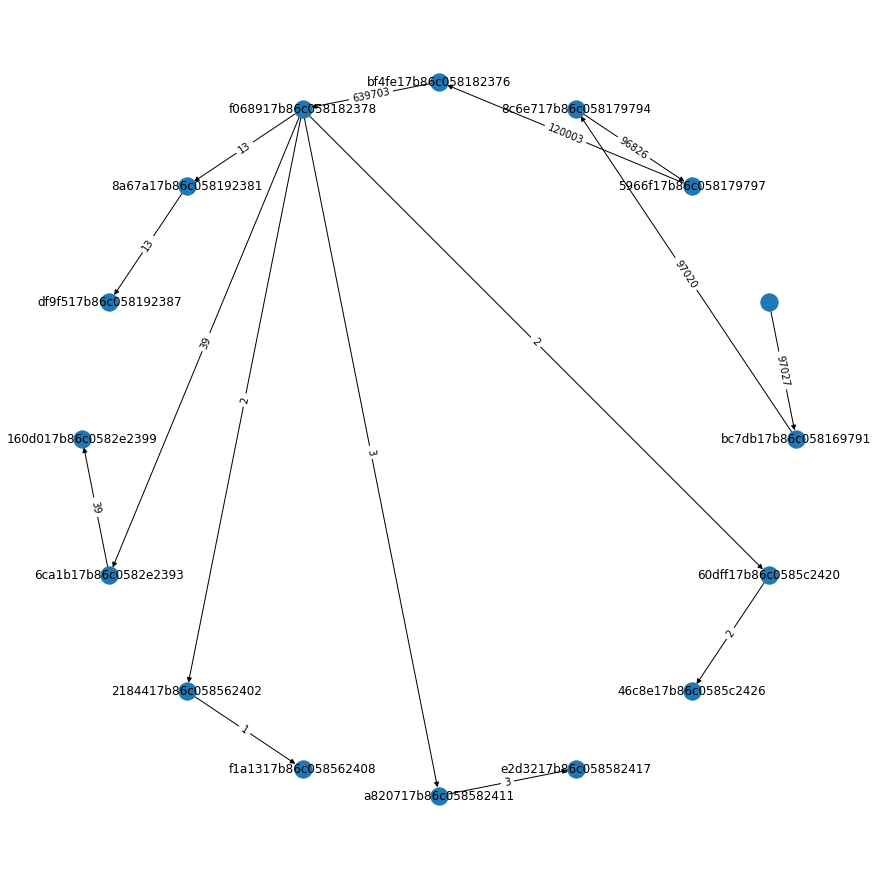 bf4fe17b86c058182376
639703
f068917b86c058182378
8c6e717b86c058179794
120003
96826
13
8a67a17b86c058192381
5966f17b86c058179797
13
97020
df9f517b86c058192387
39
2
97027
2
3
160d017b86c0582e2399
bc7db17b86c058169791
39
6ca1b17b86c0582e2393
60dff17b86c0585c2420
2
2184417b86c058562402
46c8e17b86c0585c2426
1
f1a1317b86c058562408
e2d3217b86c058582417
3
a820717b86c058582411